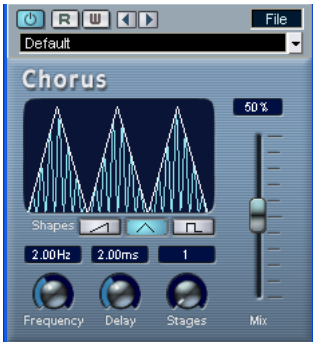 R W File
Default
Chorus
50%
Shapes
2.00Hz 2.00ms 1
Frequency Delay Stages Mix